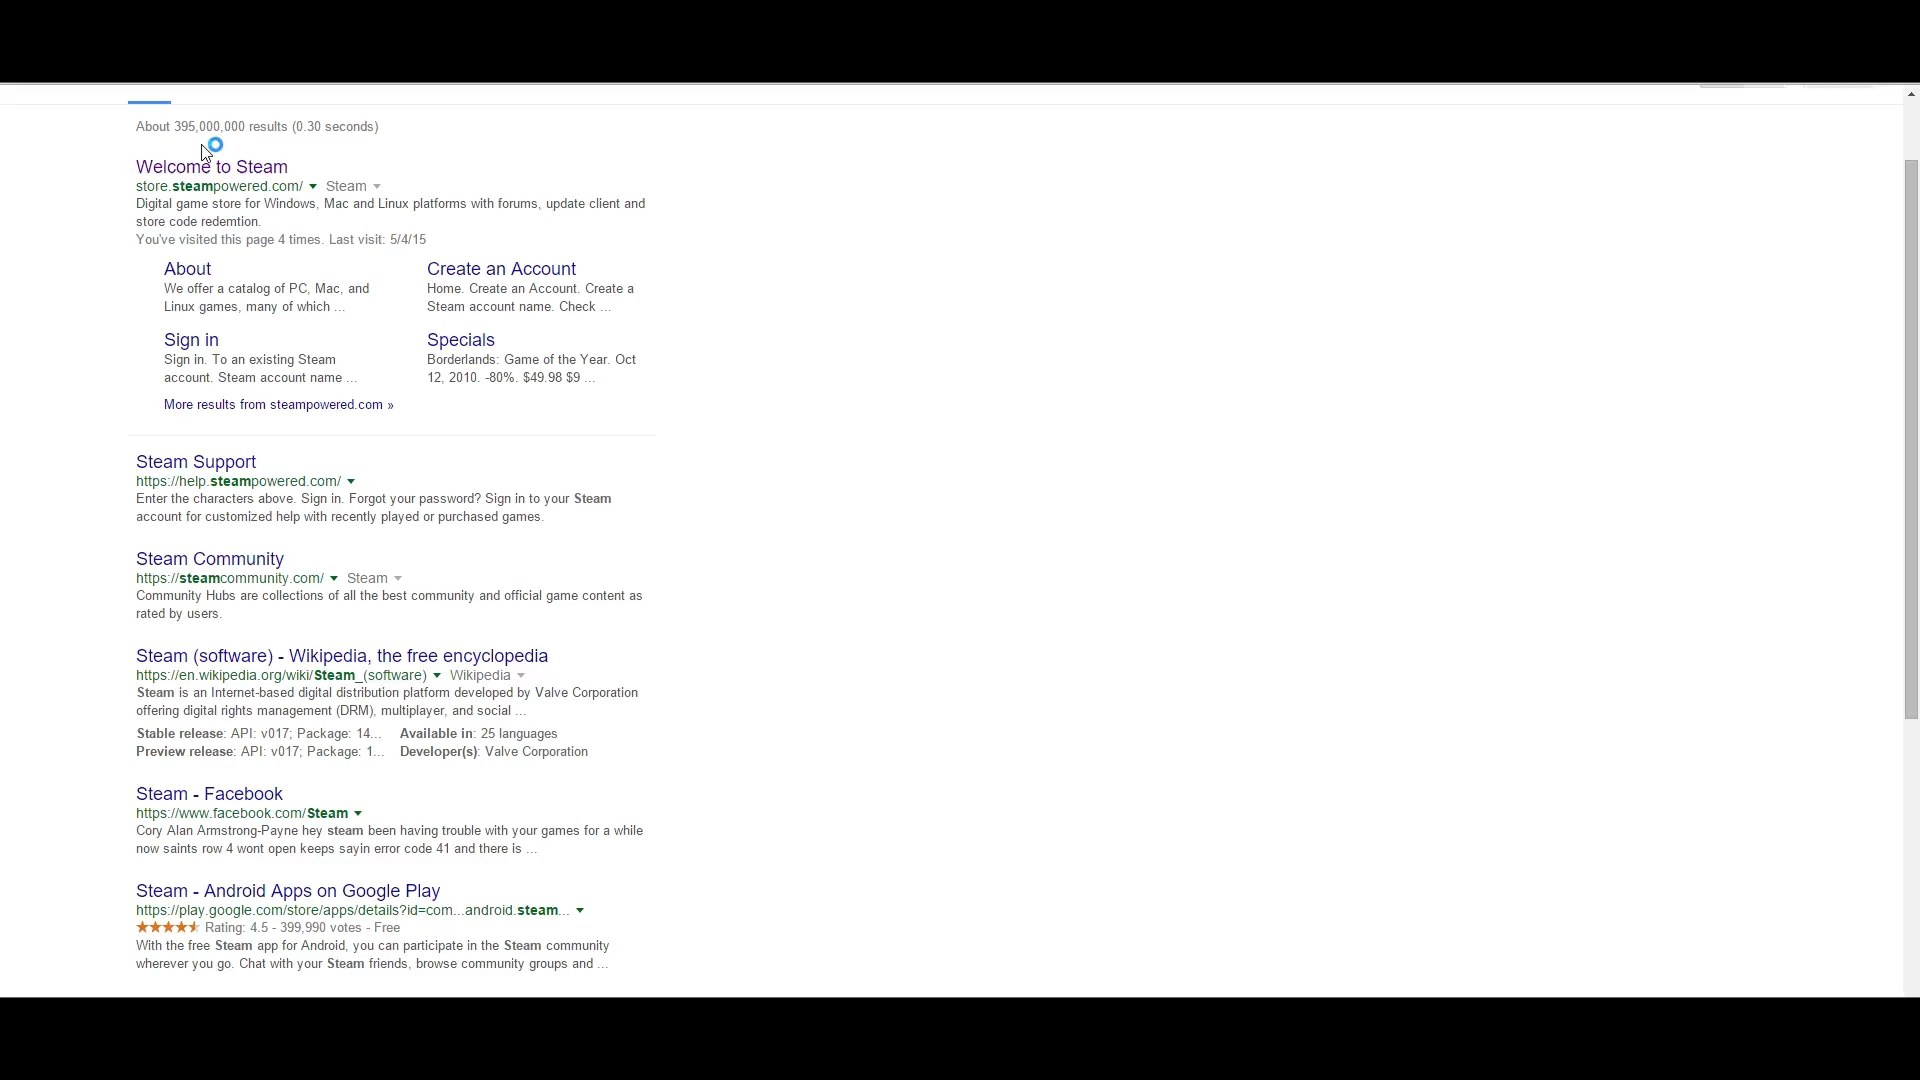 About 395,000,000 results (0.30 seconds)
Welcome to Steam
store.steampowered.com/ Steam
Digital game store for Windows, Mac and Linux platforms with forums, update client and
store code redemtion.
You've visited this page 4 times. Last visit: 5/4/15
About
We offer a catalog of PC, Mac, and
Linux games, many of which ...
Create an Account
Home. Create an Account. Create a
Steam account name. Check ...
Sign in
Sign in. To an existing Steam
account. Steam account name ...
Specials
Borderlands: Game of the Year. Oct
12, 2010. -80%. $49.98 $9 ...
More results from steampowered.com »
Steam Support
https://help.steampowered.com/
Enter the characters above. Sign in. Forgot your password? Sign in to your Steam
account for customized help with recently played or purchased games.
Steam Community
https://steamcommunity.com/ Steam
Community Hubs are collections of all the best community and official game content as
rated by users.
Steam (software) - Wikipedia, the free encyclopedia
https://en.wikipedia.org/wiki/Steam_(software) Wikipedia
Steam is an Internet-based digital distribution platform developed by Valve Corporation
offering digital rights management (DRM), multiplayer, and social ...
Stable release: API: v017; Package: 14... Available in: 25 languages
Preview release: API: v017; Package: 1... Developer(s): Valve Corporation
Steam - Facebook
https://www.facebook.com/Steam
Cory Alan Armstrong-Payne hey steam been having trouble with your games for a while
now saints row 4 wont open keeps sayin error code 41 and there is ...
Steam - Android Apps on Google Play
https://play.google.com/store/apps/details?id=com...android.steam...
Rating: 4.5 - 399,990 votes - Free
With the free Steam app for Android, you can participate in the Steam community
wherever you go. Chat with your Steam friends, browse community groups and ...